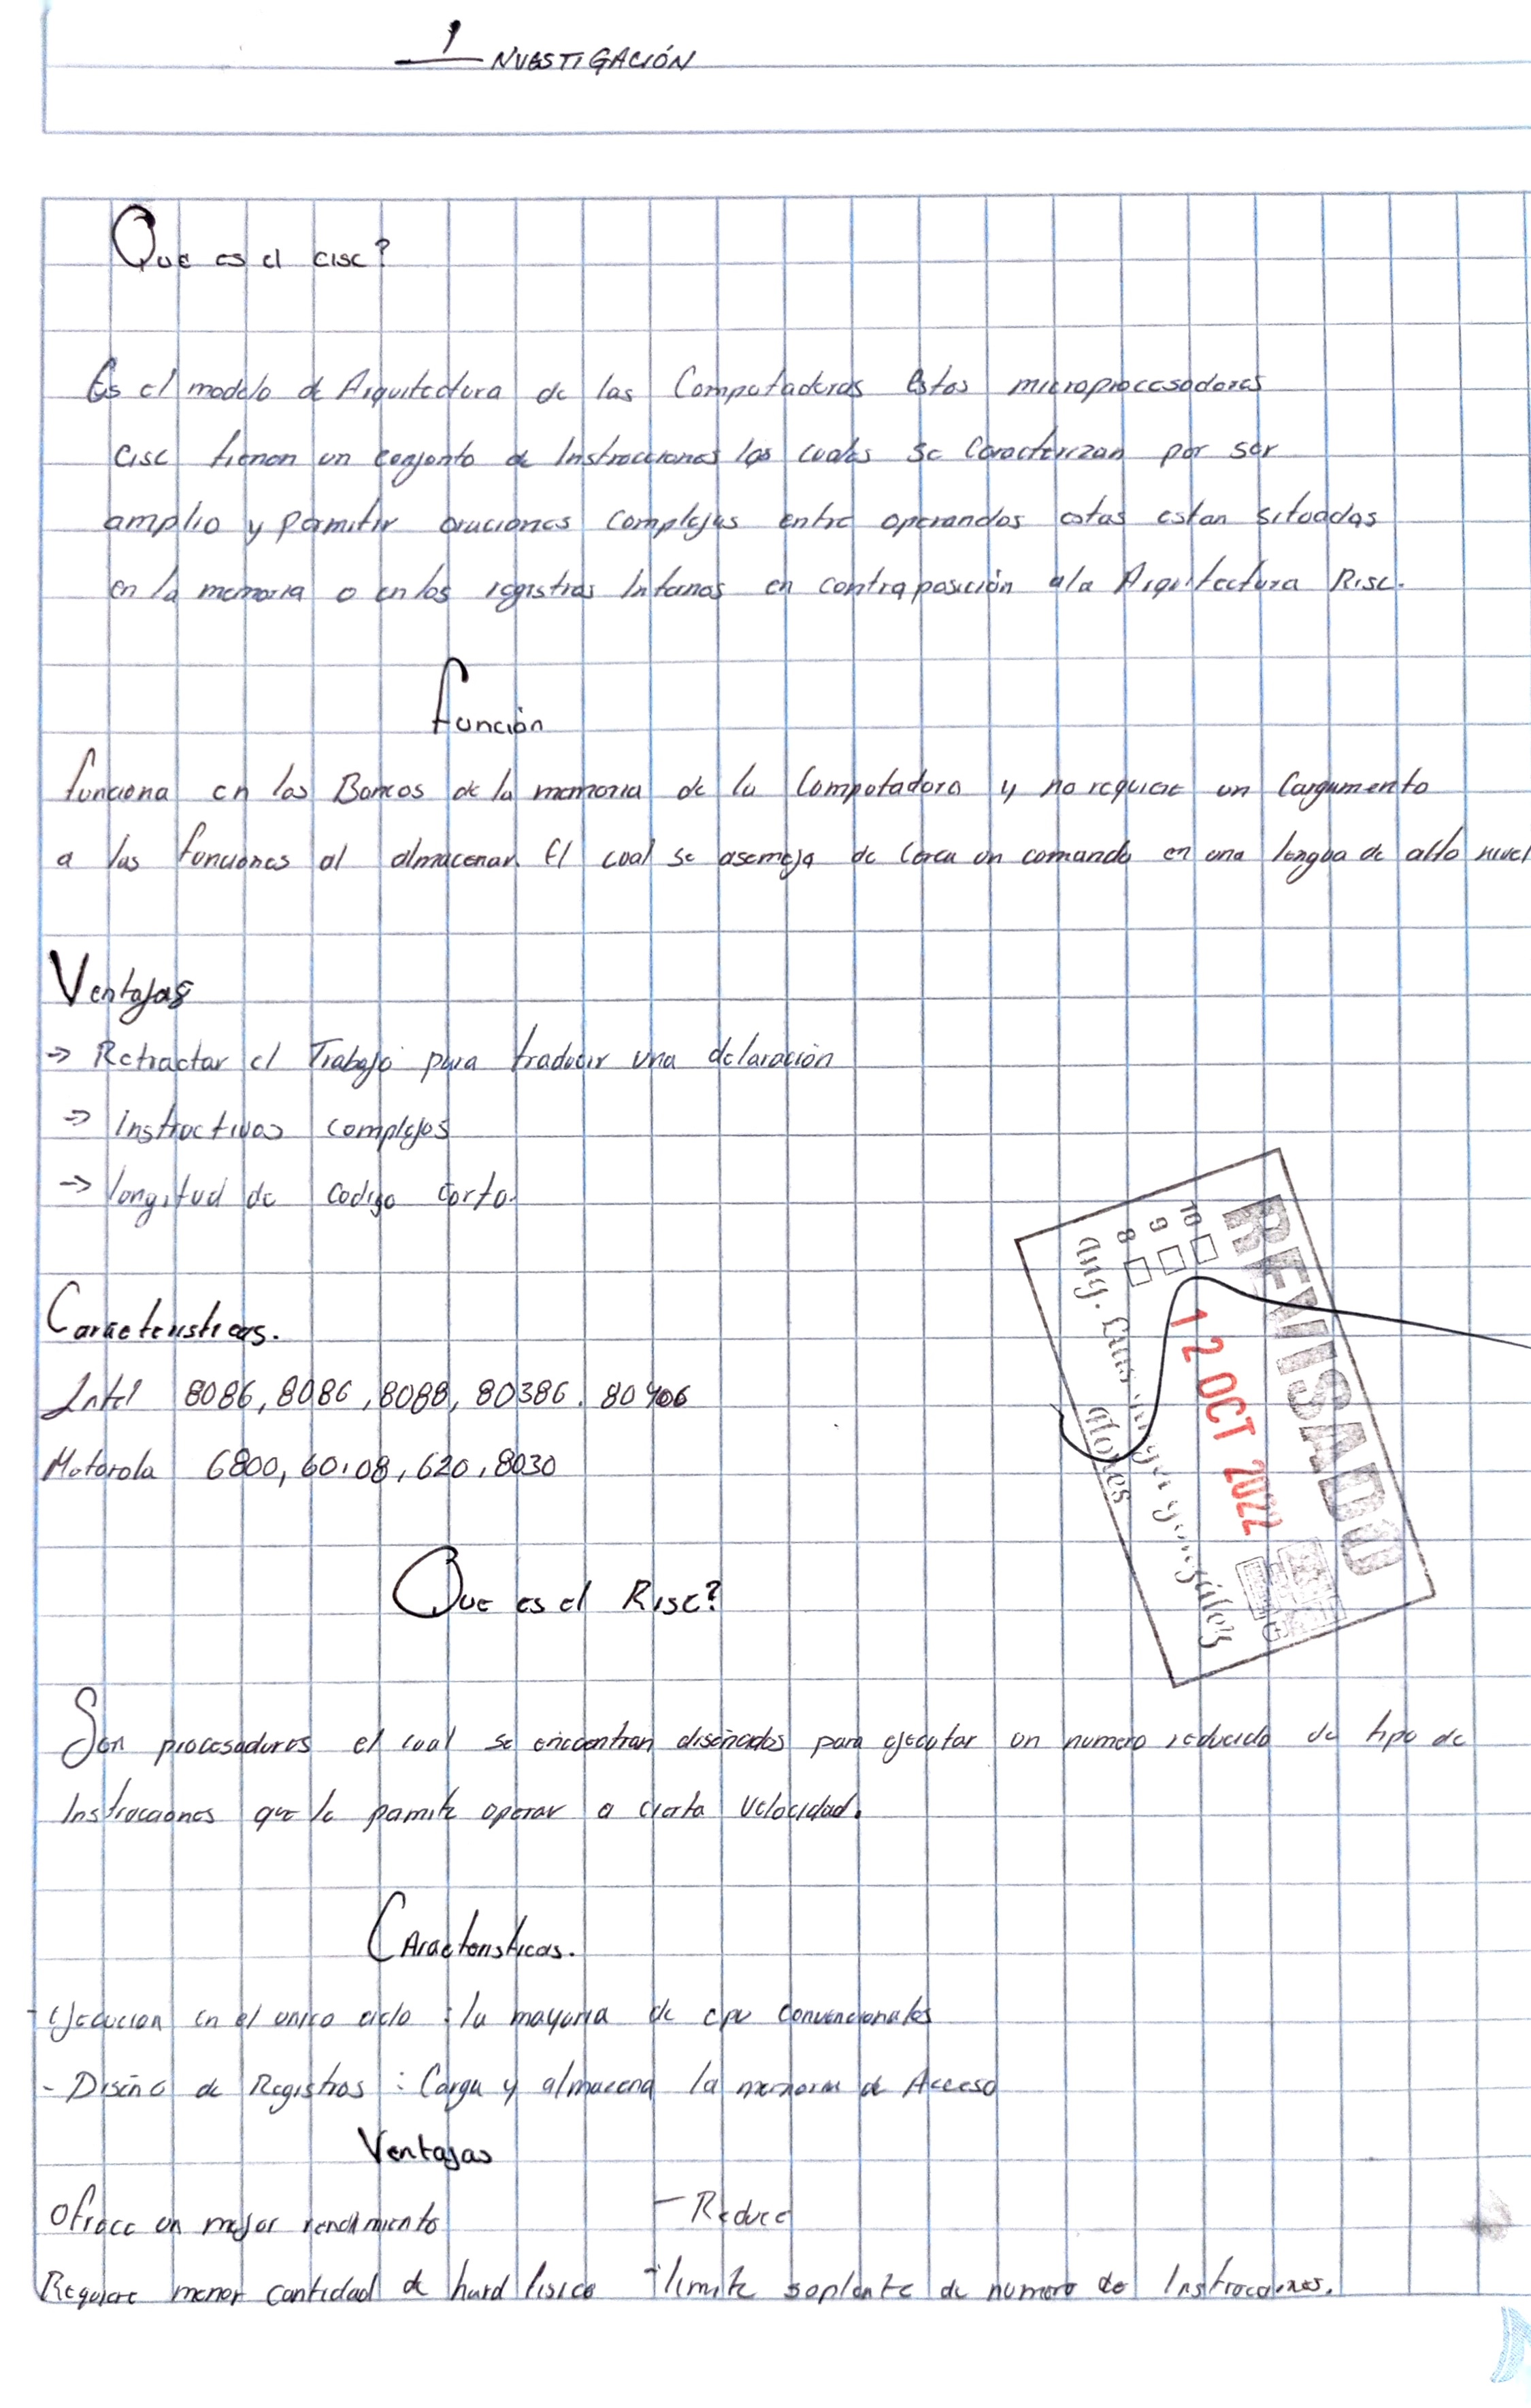 INVESTIGACIÓN
Que es el cisc?
Es el modelo de Arquitectura de las Computadoras Estos microprocesadores
cisc tienen un conjunto de Instrucciones los cuales se Caracterizan por ser
amplio y permitir oraciones complejas entre operandos estas estan situadas
en la memoria o en los registros Internos en contraposición a la Arquitectura Risc.
función
funciona en los Bancos de la memoria de la Computadora y no requiere un Cargumento
a las funciones al almacenar. El cual se asemeja de cerca un comando en una lengua de alto nivel
Ventajas
→ Retractar el Trabajo para traducir una declaración
→ Instructivos complejos
→ longitud de codigo corto.
Caracteristicas.
Intel 8086, 8086, 8088, 80386. 80406
Motorola 6800, 60,08, 620, 8030
REVISADO
10
9
8
12 OCT 2022
Ing. Luis González
Flores
Que es el Risc?
Son procesadores el cual se encuentran diseñados para ejecutar un numero reducido de tipo de
Instrucciones que le pamite operar a cierta velocidad.
CAracteristicas.
- Ejecucion en el unico ciclo : la mayoria de cpu convencionales
- Diseño de Registros : Carga y almacena la memoria de Acceso
Ventajas
Ofrece un mejor rendimiento - Reduce
Requiere menor cantidad de hard fisico - limite de numero de Instrucciones.